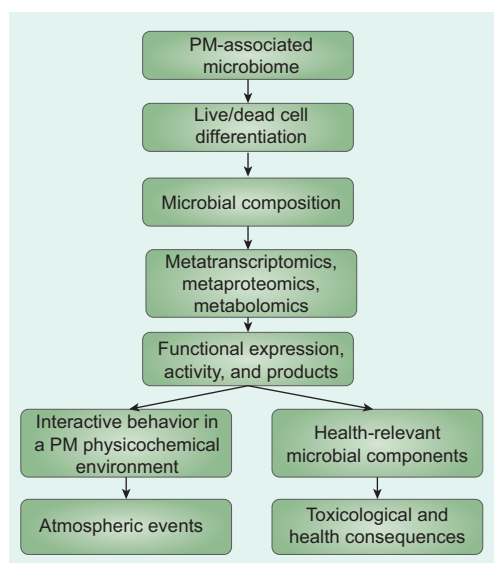 PM-associated
microbiome
Live/dead cell
differentiation
Microbial composition
Metatranscriptomics,
metaproteomics,
metabolomics
Functional expression,
activity, and products
Interactive behavior in
a PM physicochemical
environment
Health-relevant
microbial components
Atmospheric events
Toxicological and
health consequences